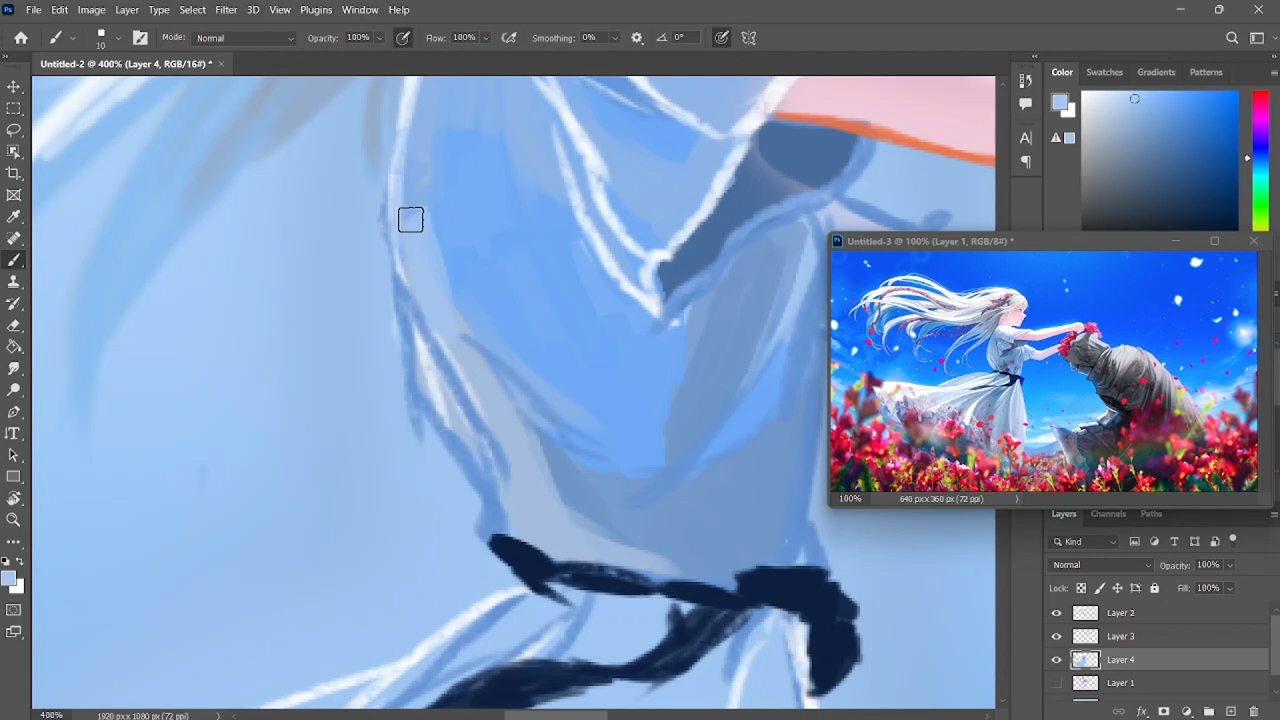 Ps File Edit Image Layer Type Select Filter 3D View Plugins Window Help
10 Mode: Normal Opacity: 100% Flow: 100% Smoothing: 0% 0°
Untitled-2 @ 400% (Layer 4, RGB/16#) *
Color Swatches Gradients Patterns
Ps Untitled-3 @ 100% (Layer 1, RGB/8#) *
100% 640 px x 360 px (72 ppi)
Layers Channels Paths
Kind
Normal Opacity: 100%
Lock: Fill: 100%
Layer 2
Layer 3
Layer 4
Layer 1
400% 1920 px x 1080 px (72 ppi)